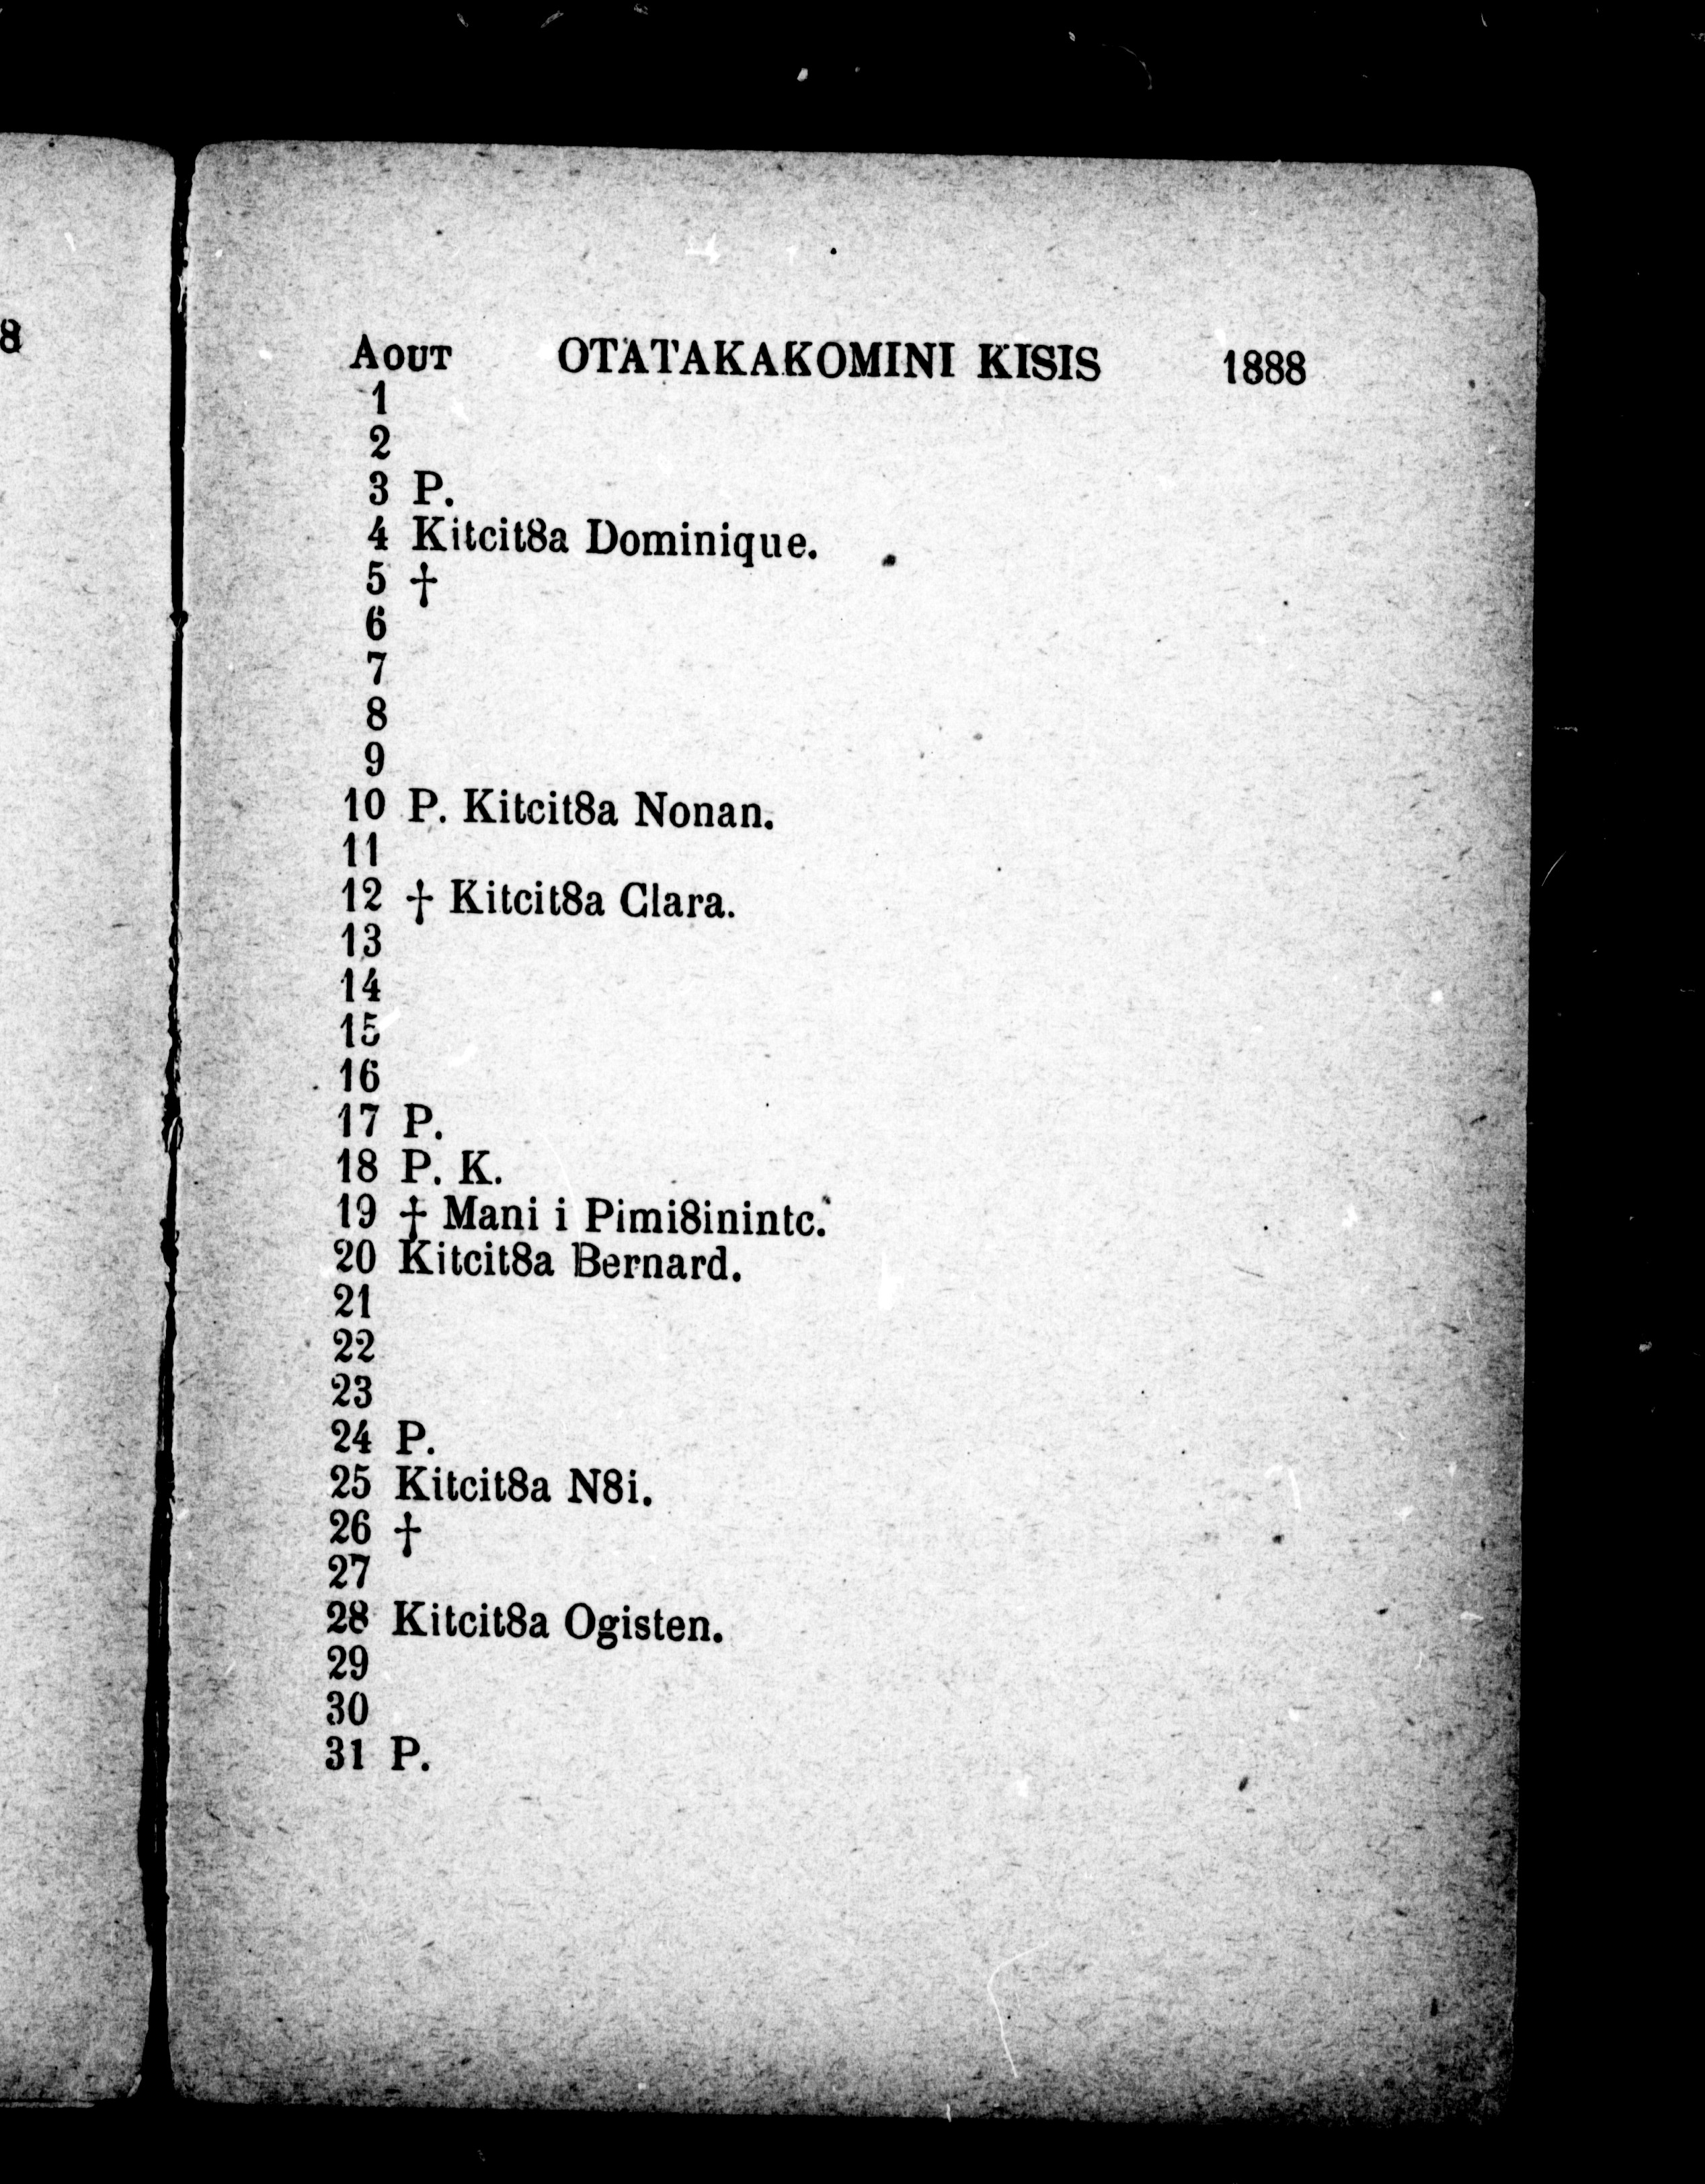 8
AOUT OTATAKAKOMINI KISIS 1888
1
2
3 P.
4 Kitcit8a Dominique.
5 †
6
7
8
9
10 P. Kitcit8a Nonan.
11
12 † Kitcit8a Clara.
13
14
15
16
17 P.
18 P. K.
19 † Mani i Pimi8inintc.
20 Kitcit8a Bernard.
21
22
23
24 P.
25 Kitcit8a N8i.
26 †
27
28 Kitcit8a Ogisten.
29
30
31 P.